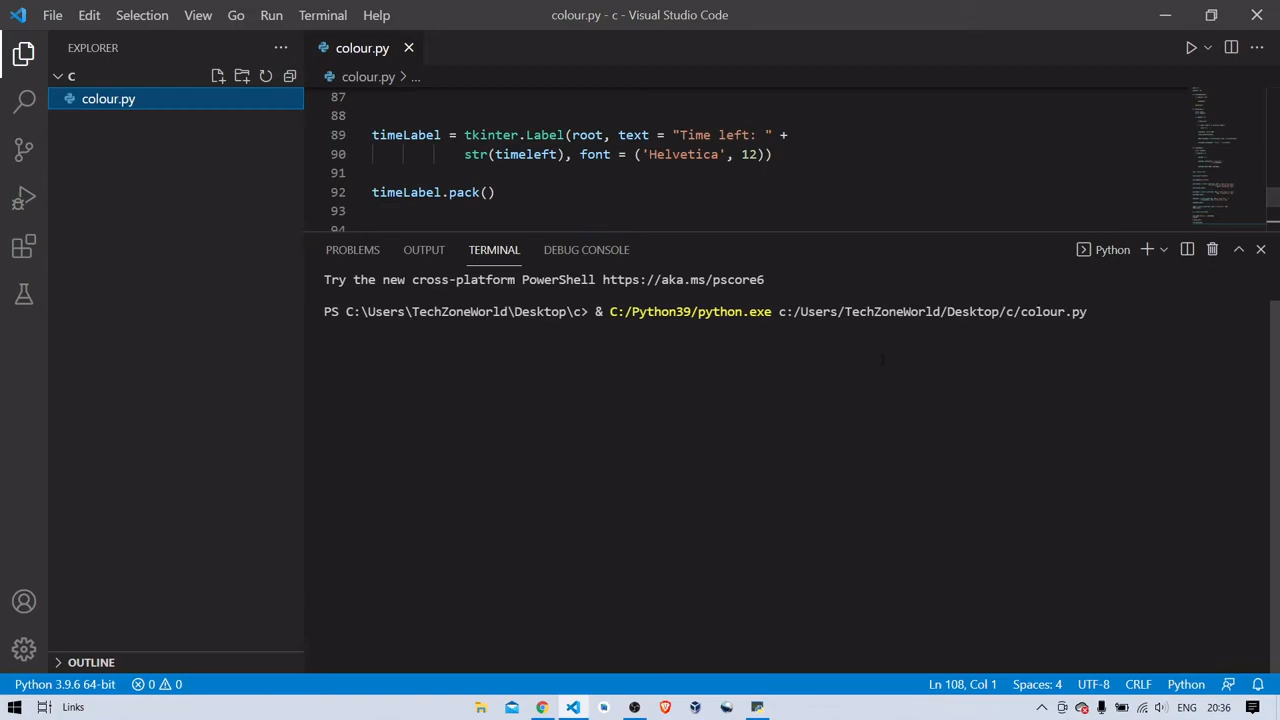 File Edit Selection View Go Run Terminal Help colour.py - c - Visual Studio Code
EXPLORER
colour.py
C
colour.py > ...
colour.py
87
88
89 timeLabel = tkinter.Label(root, text = "Time left: " +
90 str(timeleft), font = ('Helvetica', 12))
91
92 timeLabel.pack()
93
94
PROBLEMS OUTPUT TERMINAL DEBUG CONSOLE Python
Try the new cross-platform PowerShell https://aka.ms/pscore6
PS C:\Users\TechZoneWorld\Desktop\c> & C:/Python39/python.exe c:/Users/TechZoneWorld/Desktop/c/colour.py
OUTLINE
Python 3.9.6 64-bit 0 0 Ln 108, Col 1 Spaces: 4 UTF-8 CRLF Python
Links ENG 20:36